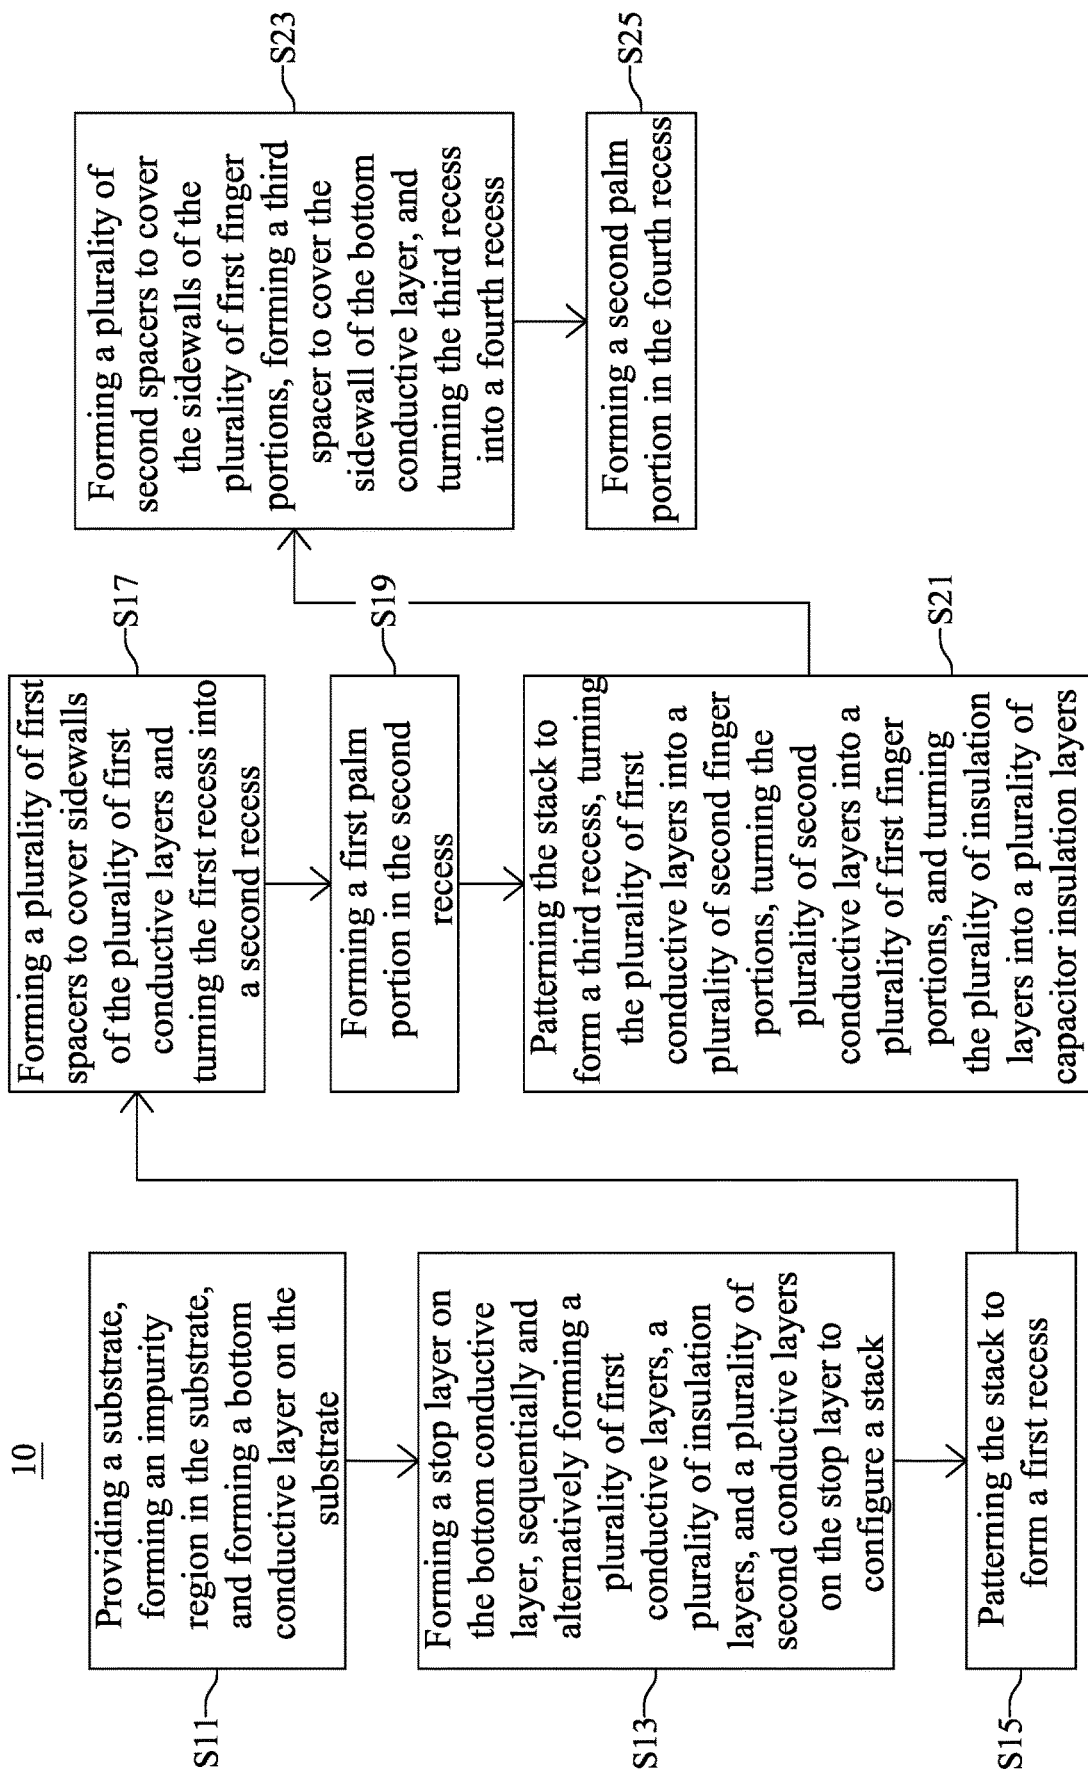 10
S11
Providing a substrate,
forming an impurity
region in the substrate,
and forming a bottom
conductive layer on the
substrate
S13
Forming a stop layer on
the bottom conductive
layer, sequentially and
alternatively forming a
plurality of first
conductive layers, a
plurality of insulation
layers, and a plurality of
second conductive layers
on the stop layer to
configure a stack
S15
Patterning the stack to
form a first recess
S17
Forming a plurality of first
spacers to cover sidewalls
of the plurality of first
conductive layers and
turning the first recess into
a second recess
S19
Forming a first palm
portion in the second
recess
S21
Patterning the stack to
form a third recess, turning
the plurality of first
conductive layers into a
plurality of second finger
portions, turning the
plurality of second
conductive layers into a
plurality of first finger
portions, and turning
the plurality of insulation
layers into a plurality of
capacitor insulation layers
S23
Forming a plurality of
second spacers to cover
the sidewalls of the
plurality of first finger
portions, forming a third
spacer to cover the
sidewall of the bottom
conductive layer, and
turning the third recess
into a fourth recess
S25
Forming a second palm
portion in the fourth recess